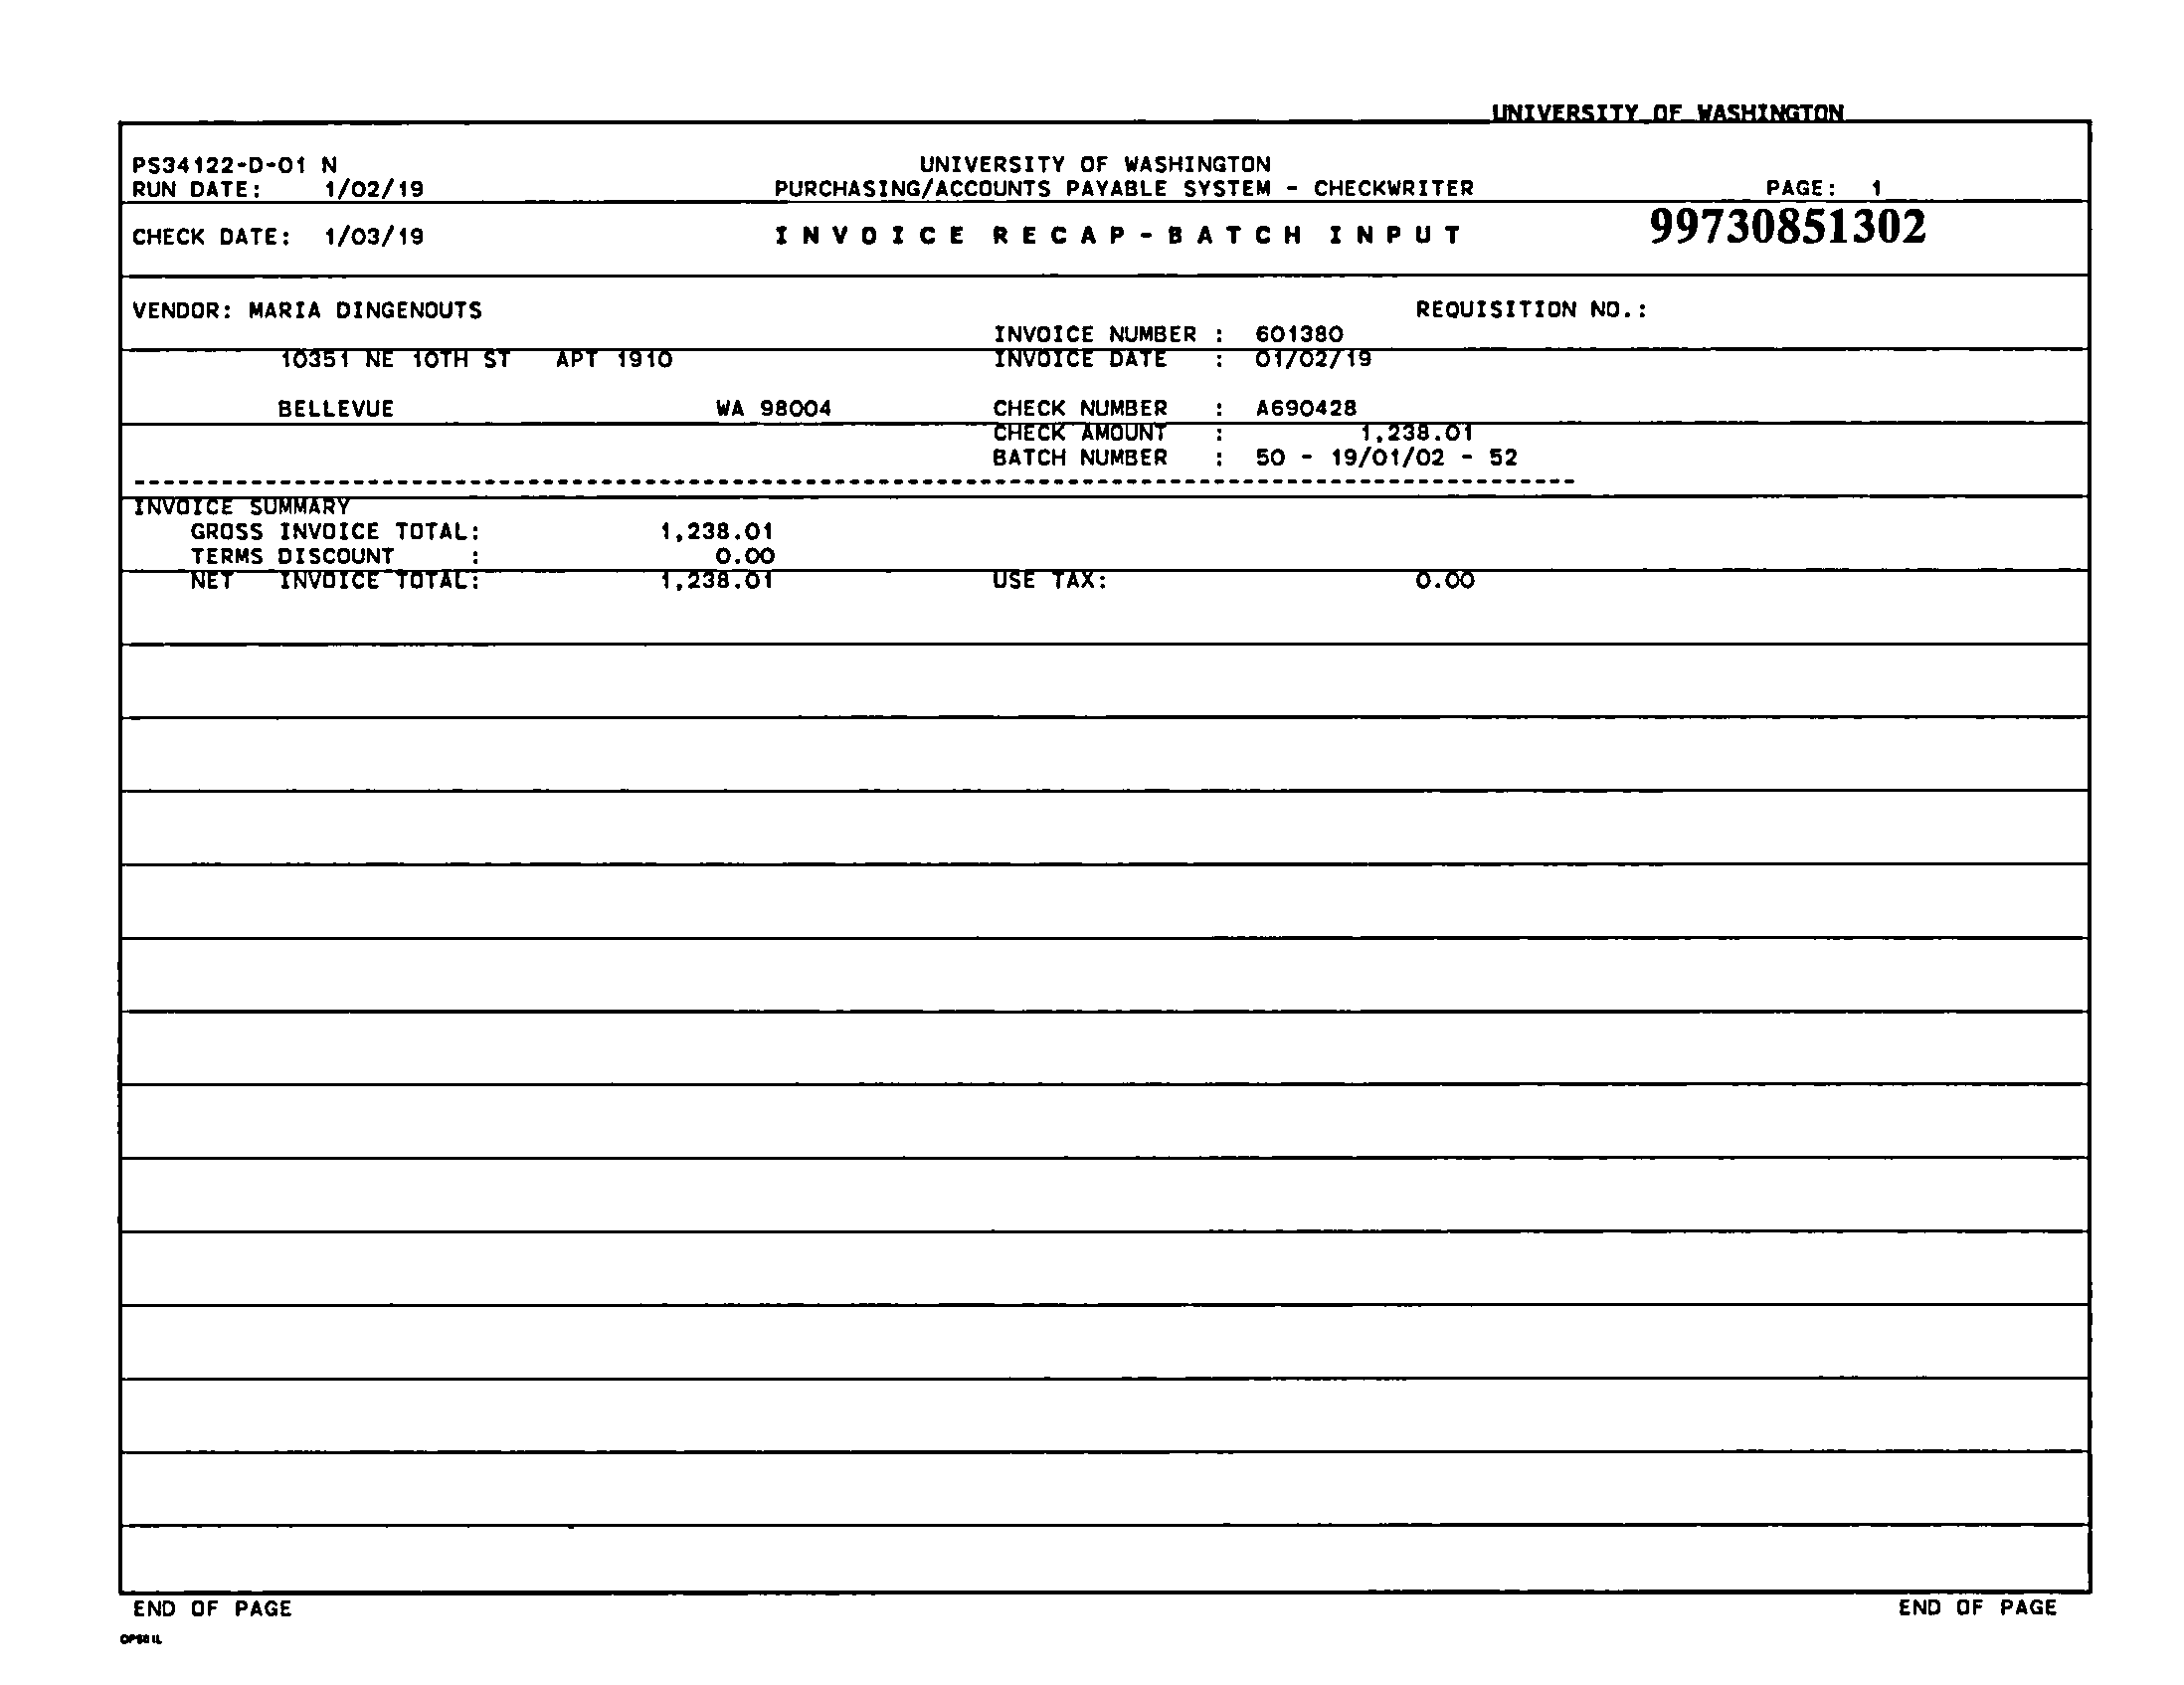 UNIVERSITY OF WASHINGTON
PS34122-D-01 N UNIVERSITY OF WASHINGTON
RUN DATE: 1/02/19 PURCHASING/ACCOUNTS PAYABLE SYSTEM - CHECKWRITER PAGE: 1
CHECK DATE: 1/03/19 INVOICE RECAP-BATCH INPUT 99730851302
VENDOR: MARIA DINGENOUTS REQUISITION NO.:
INVOICE NUMBER : 601380
10351 NE 10TH ST APT 1910 INVOICE DATE : 01/02/19
BELLEVUE WA 98004 CHECK NUMBER : A690428
CHECK AMOUNT : 1,238.01
BATCH NUMBER : 50 - 19/01/02 - 52
INVOICE SUMMARY
GROSS INVOICE TOTAL: 1,238.01
TERMS DISCOUNT : 0.00
NET INVOICE TOTAL: 1,238.01 USE TAX: 0.00
END OF PAGE END OF PAGE